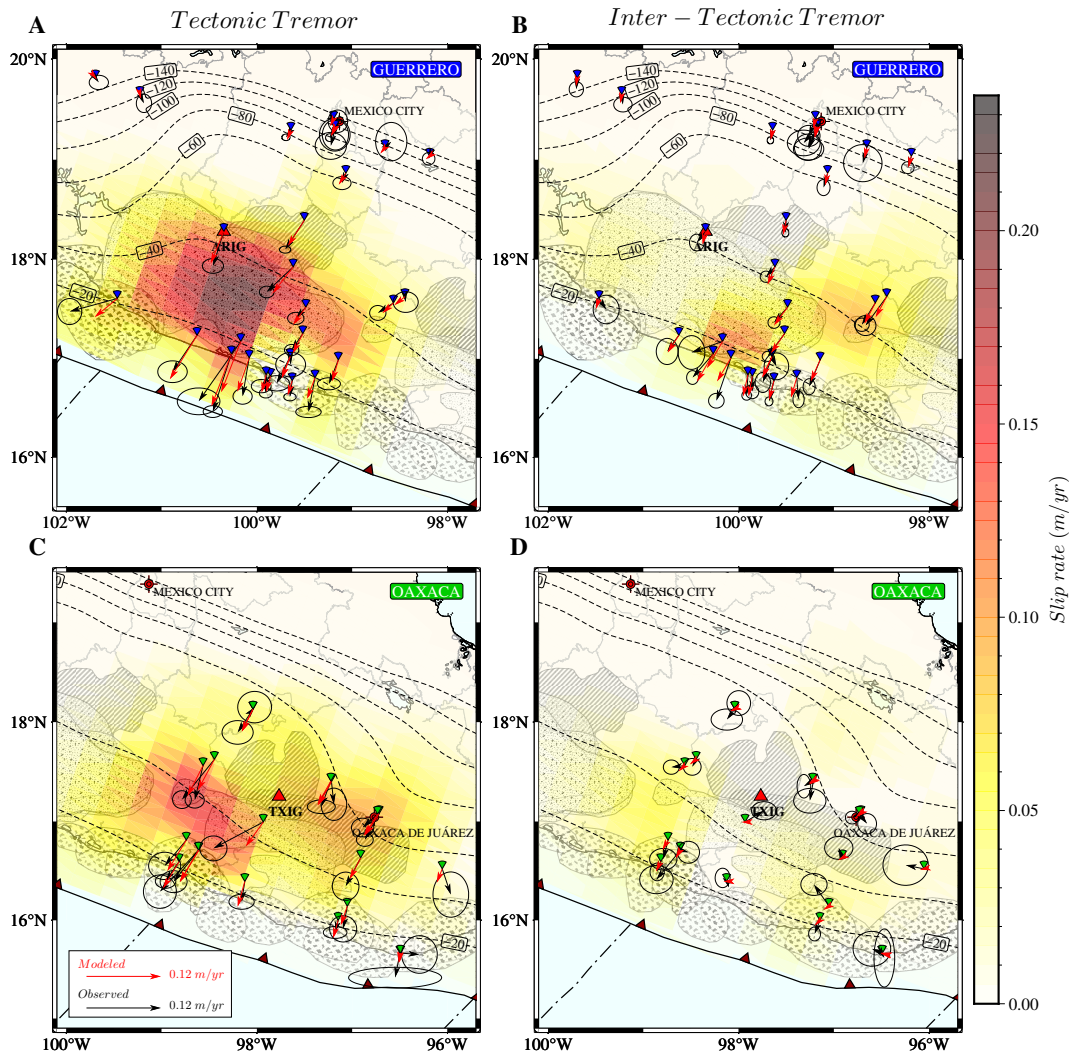 Tectonic Tremor
Inter – Tectonic Tremor
A
B
20°N
18°N
16°N
102°W
100°W
98°W
GUERRERO
MEXICO CITY
ARIG
−140
−120
−100
−80
−60
−40
−20
20°N
18°N
16°N
102°W
100°W
98°W
GUERRERO
MEXICO CITY
ARIG
−140
−120
−100
−80
−60
−40
−20
C
D
18°N
16°N
100°W
98°W
96°W
OAXACA
MEXICO CITY
TXIG
OAXACA DE JUÁREZ
−20
Modeled
0.12 m/yr
Observed
0.12 m/yr
18°N
16°N
100°W
98°W
96°W
OAXACA
MEXICO CITY
TXIG
OAXACA DE JUÁREZ
−20
0.20
0.15
0.10
0.05
0.00
Slip rate (m/yr)